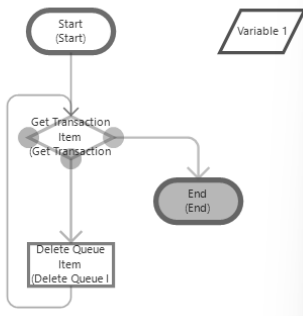 Start
(Start)
Variable 1
Get Transaction
Item
(Get Transaction
End
(End)
Delete Queue
Item
(Delete Queue I